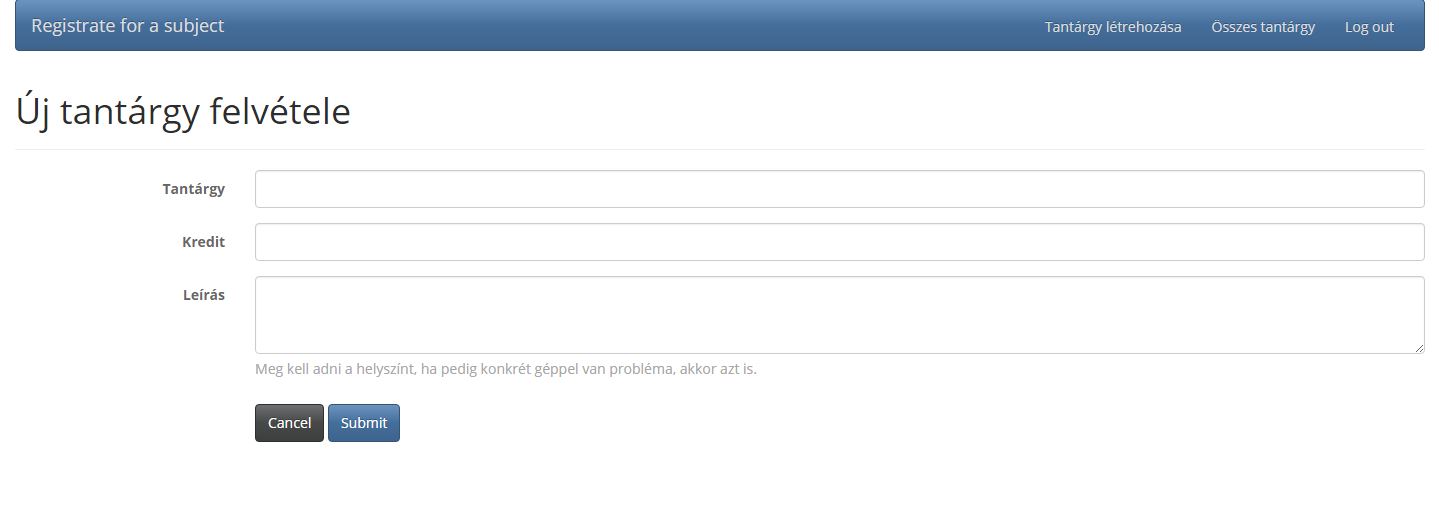 Registrate for a subject
Tantárgy létrehozása
Összes tantárgy
Log out
Új tantárgy felvétele
Tantárgy
Kredit
Leírás
Meg kell adni a helyszínt, ha pedig konkrét géppel van probléma, akkor azt is.
Cancel
Submit